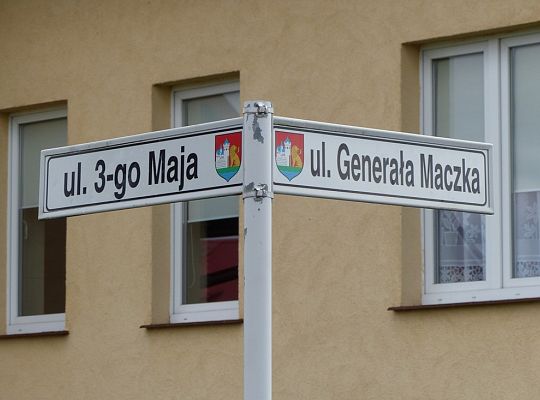 ul. 3-go Maja
ul. Generała Maczka